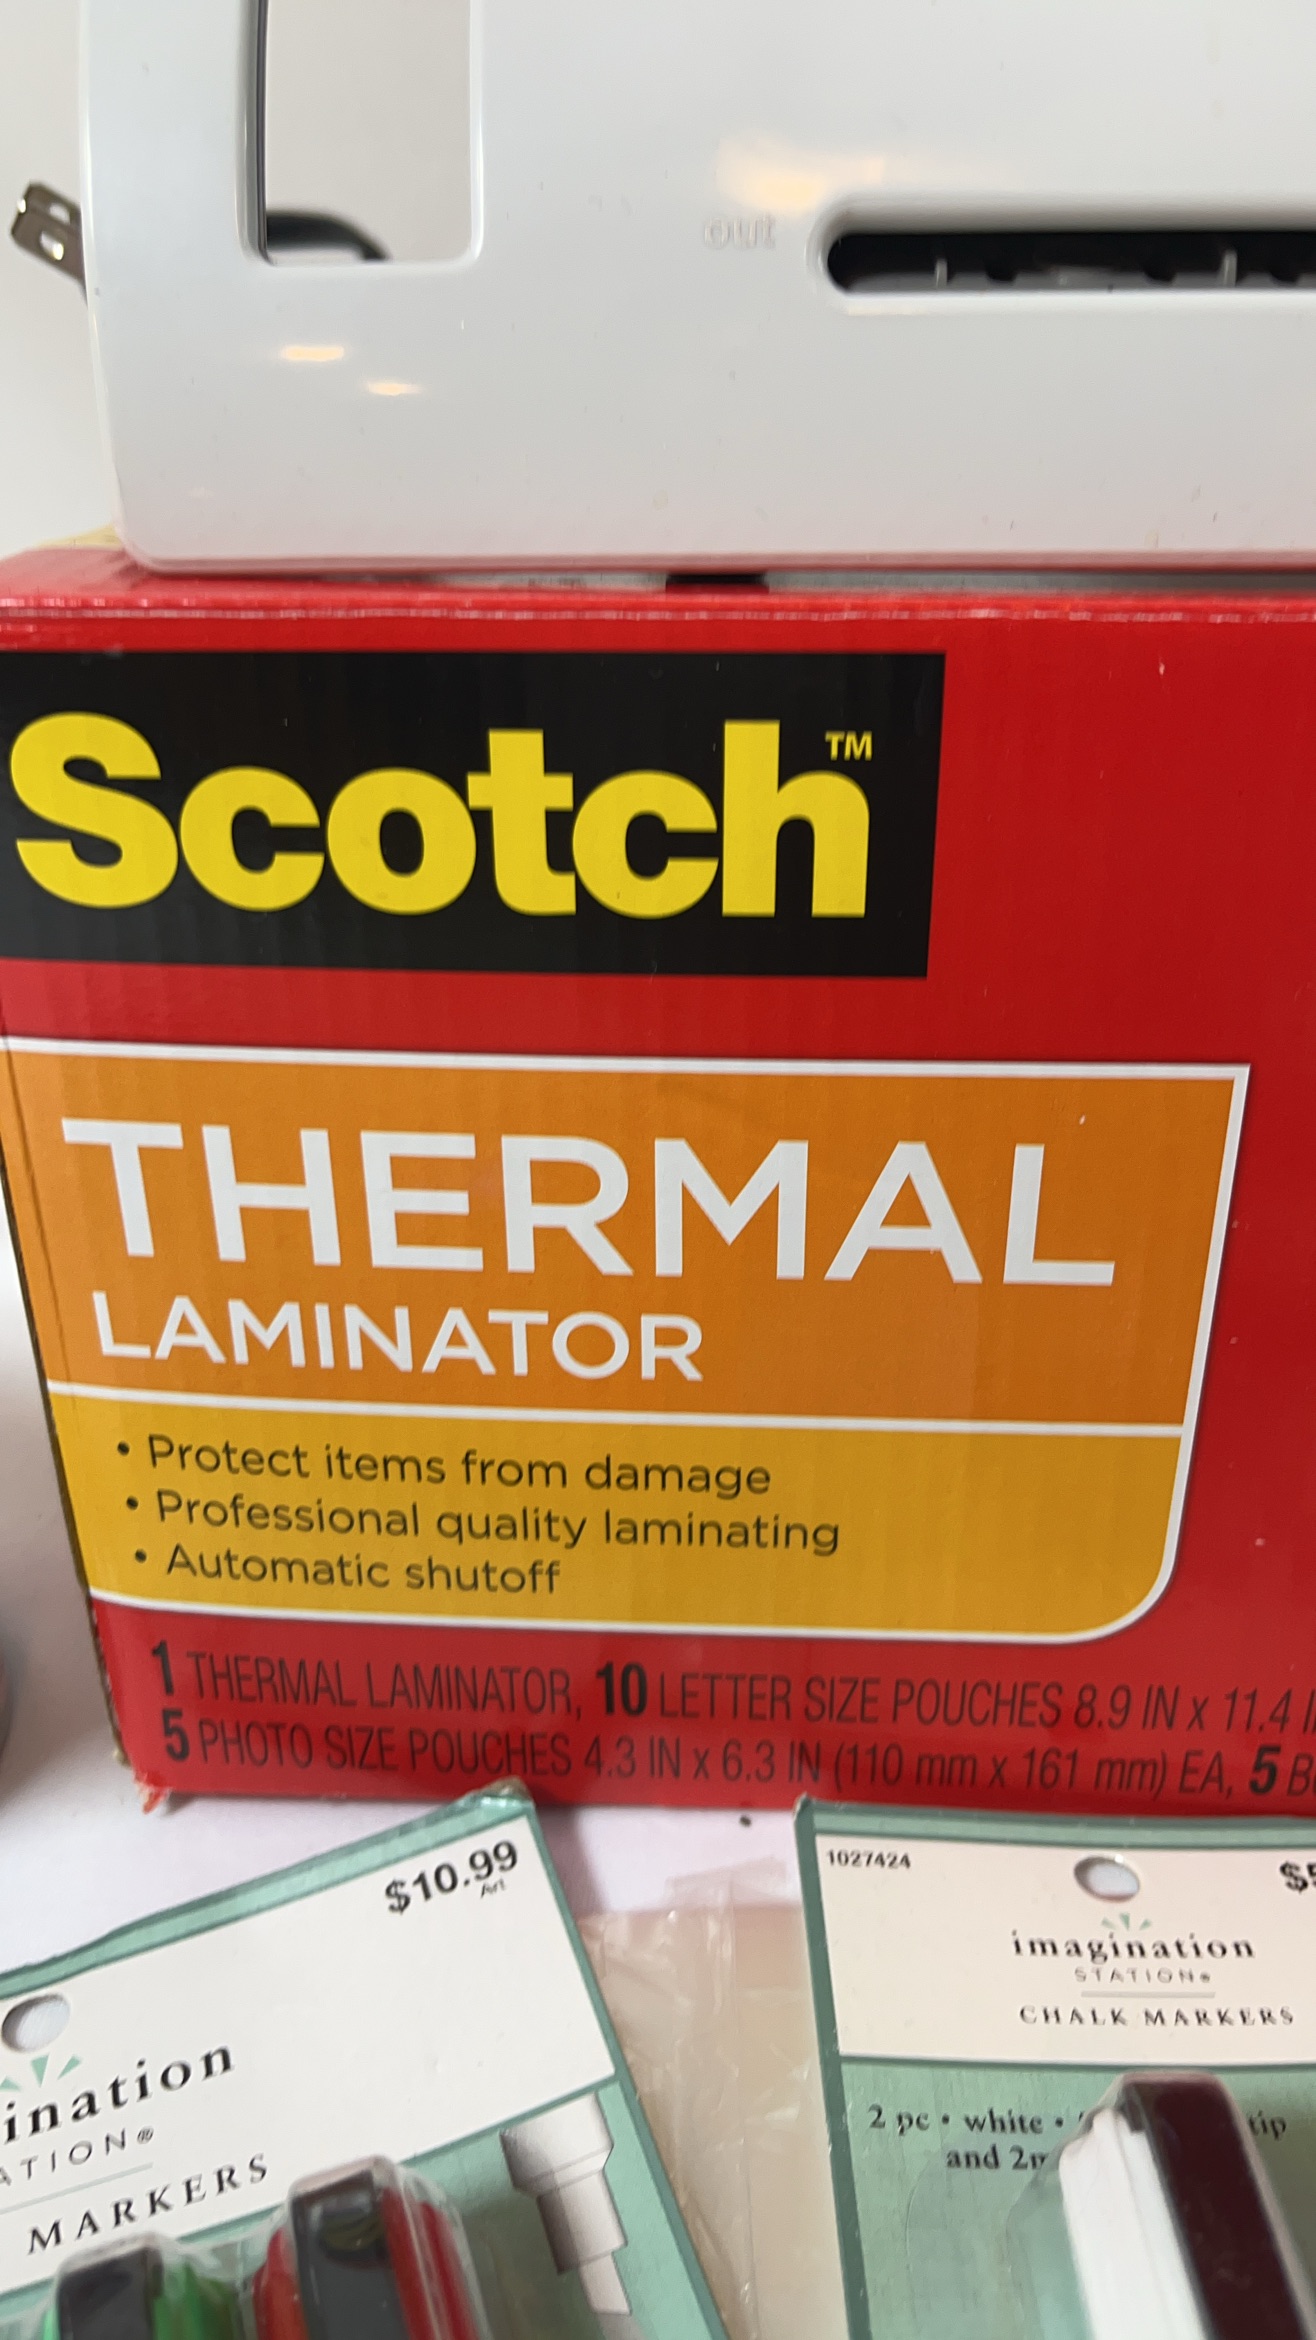 out
Scotch™
THERMAL
LAMINATOR
• Protect items from damage
• Professional quality laminating
• Automatic shutoff
1 THERMAL LAMINATOR, 10 LETTER SIZE POUCHES 8.9 IN x 11.4
5 PHOTO SIZE POUCHES 4.3 IN x 6.3 IN (110 mm x 161 mm) EA, 5
$10.99
Art
ination
ATION®
MARKERS
1027424
imagination
STATION®
CHALK MARKERS
2 pc • white • tip
and